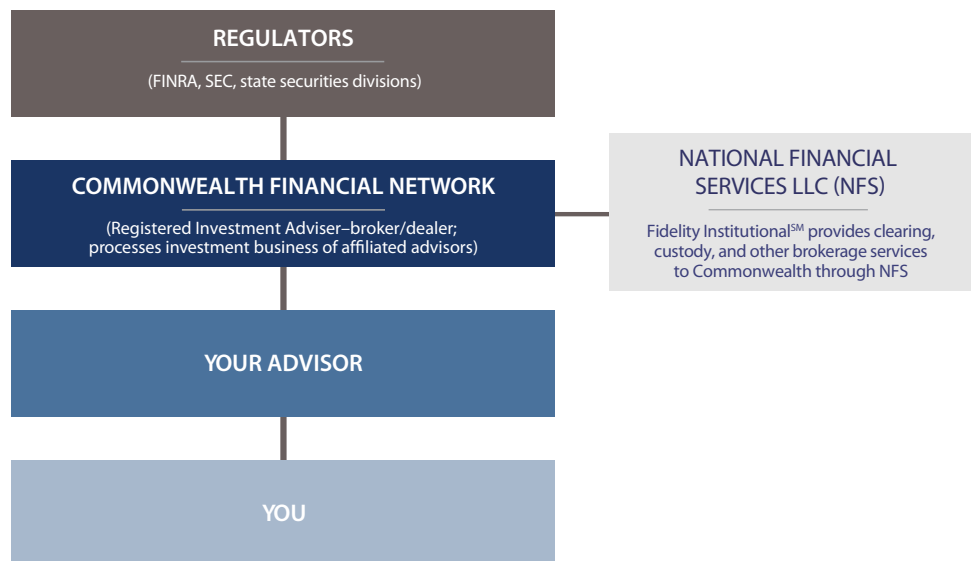 REGULATORS
(FINRA, SEC, state securities divisions)
COMMONWEALTH FINANCIAL NETWORK
(Registered Investment Adviser–broker/dealer;
processes investment business of affiliated advisors)
NATIONAL FINANCIAL
SERVICES LLC (NFS)
Fidelity Institutional℠ provides clearing,
custody, and other brokerage services
to Commonwealth through NFS
YOUR ADVISOR
YOU